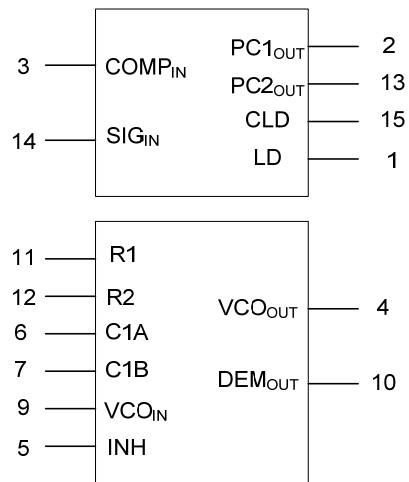 3 COMPIN PC1OUT 2
PC2OUT 13
14 SIGIN CLD 15
LD 1
11 R1
12 R2
6 C1A VCOOUT 4
7 C1B
DEMOUT 10
9 VCOIN
5 INH